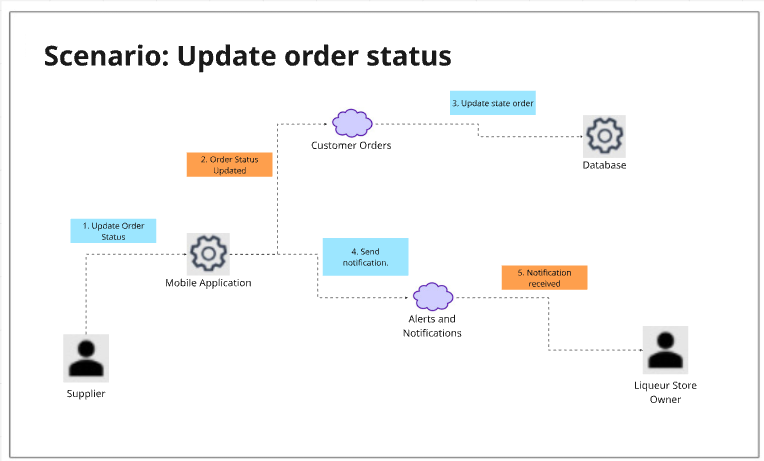 Scenario: Update order status
3. Update state order
Customer Orders
Database
2. Order Status
Updated
1. Update Order
Status
Mobile Application
4. Send
notification.
5. Notification
received
Alerts and
Notifications
Supplier
Liqueur Store
Owner